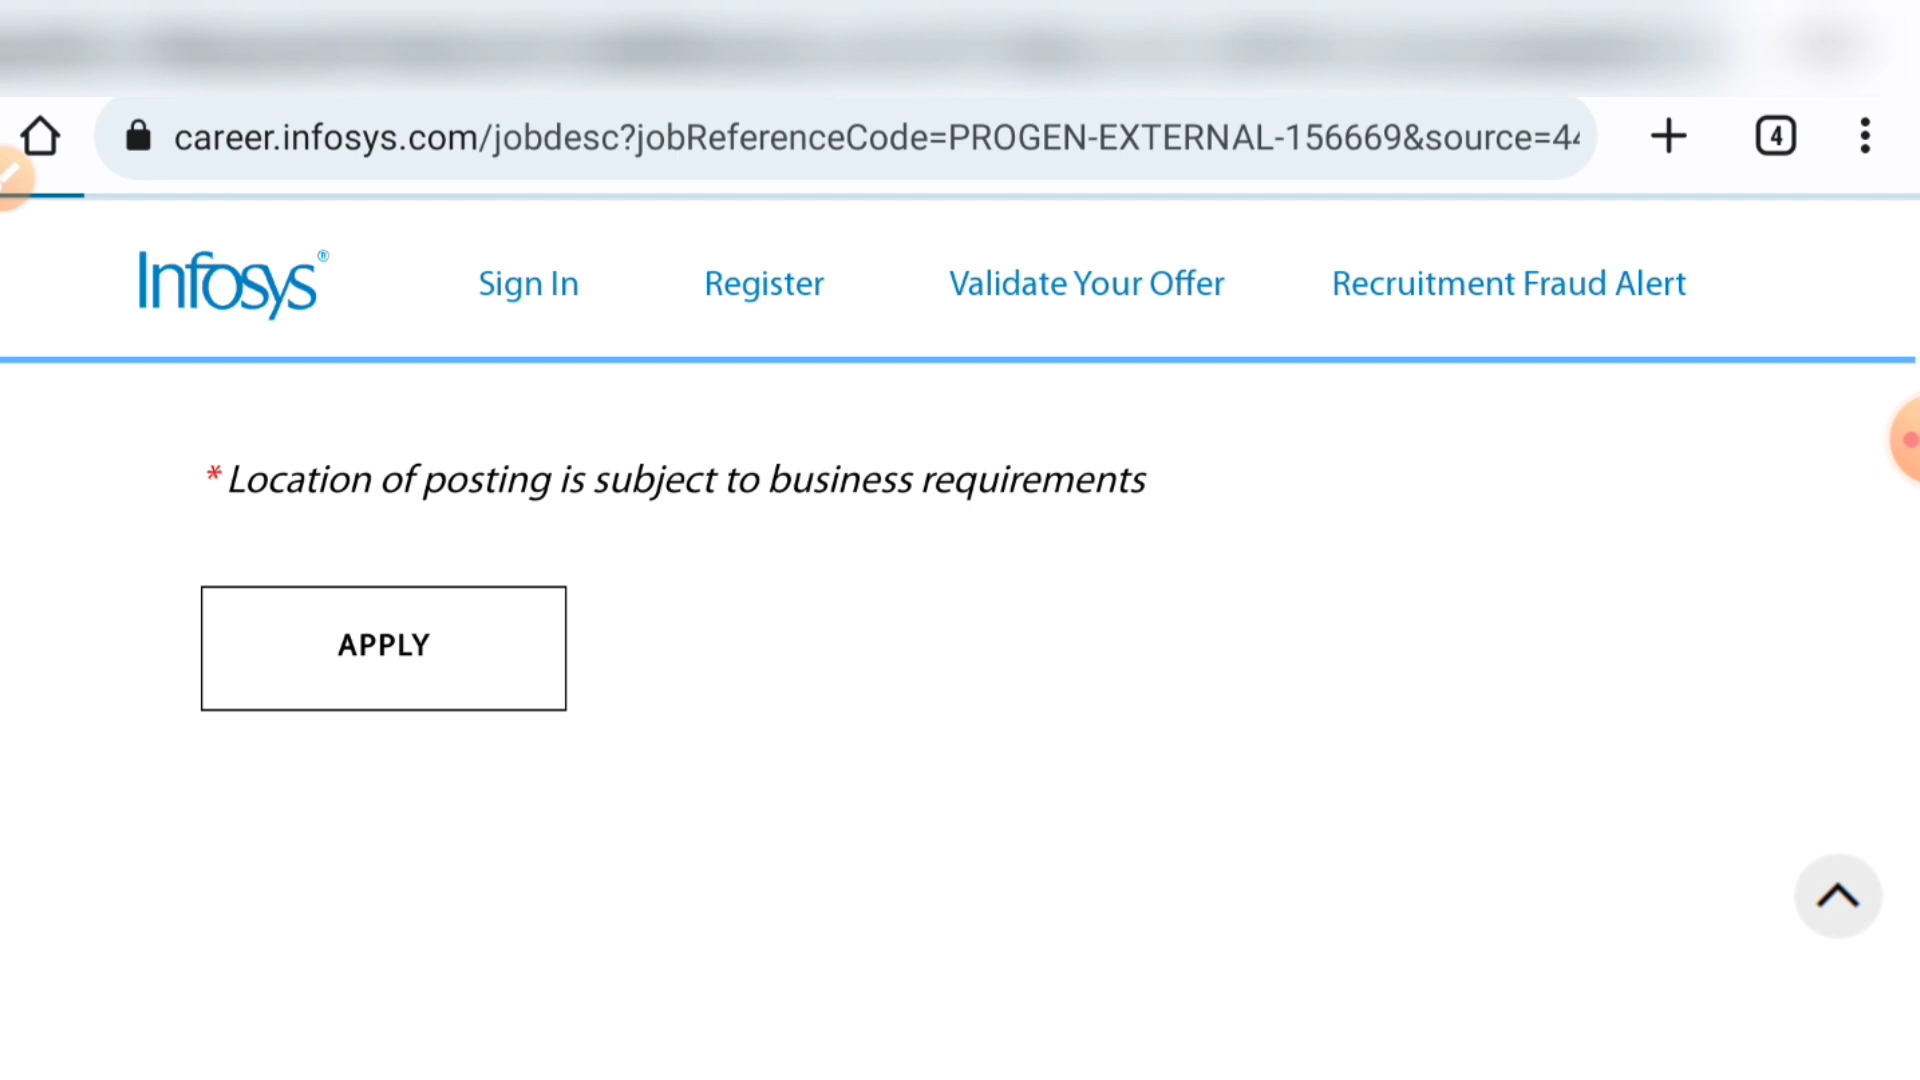 career.infosys.com/jobdesc?jobReferenceCode=PROGEN-EXTERNAL-156669&source=4
4
Infosys®
Sign In
Register
Validate Your Offer
Recruitment Fraud Alert
* Location of posting is subject to business requirements
APPLY